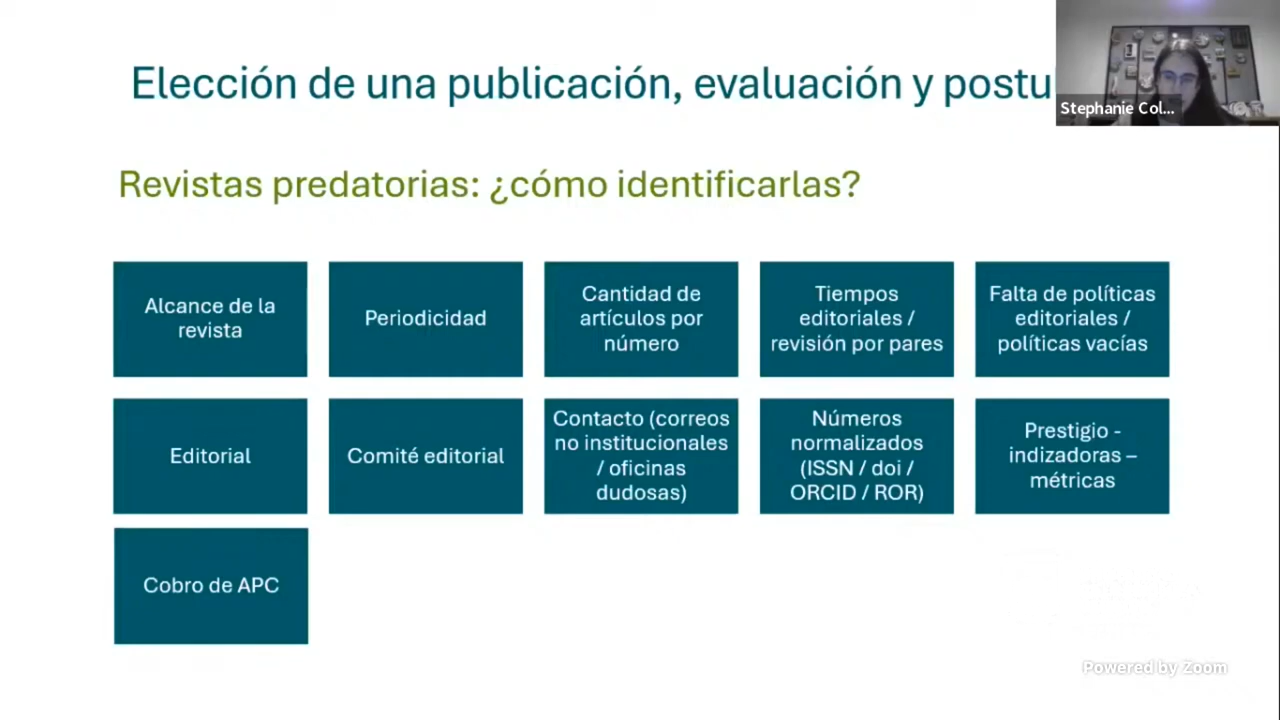 Elección de una publicación, evaluación y postu
Stephanie Col...
Revistas predatorias: ¿cómo identificarlas?
Alcance de la
revista
Periodicidad
Cantidad de
artículos por
número
Tiempos
editoriales /
revisión por pares
Falta de políticas
editoriales /
políticas vacías
Editorial
Comité editorial
Contacto (correos
no institucionales
/ oficinas
dudosas)
Números
normalizados
(ISSN / doi /
ORCID / ROR)
Prestigio -
indizadoras –
métricas
Cobro de APC
Powered by Zoom